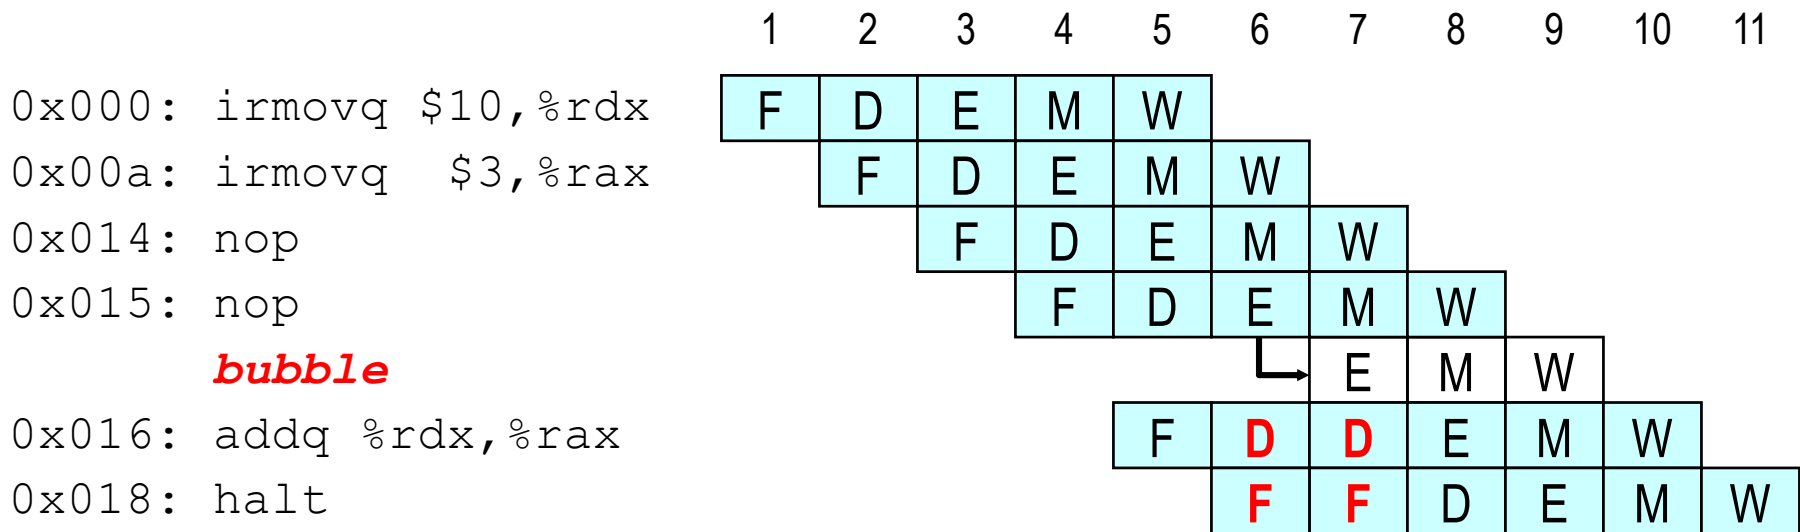 1 2 3 4 5 6 7 8 9 10 11
0x000: irmovq $10,%rdx F D E M W
0x00a: irmovq  $3,%rax F D E M W
0x014: nop F D E M W
0x015: nop F D E M W
bubble E M W
0x016: addq %rdx,%rax F D D E M W
0x018: halt F F D E M W